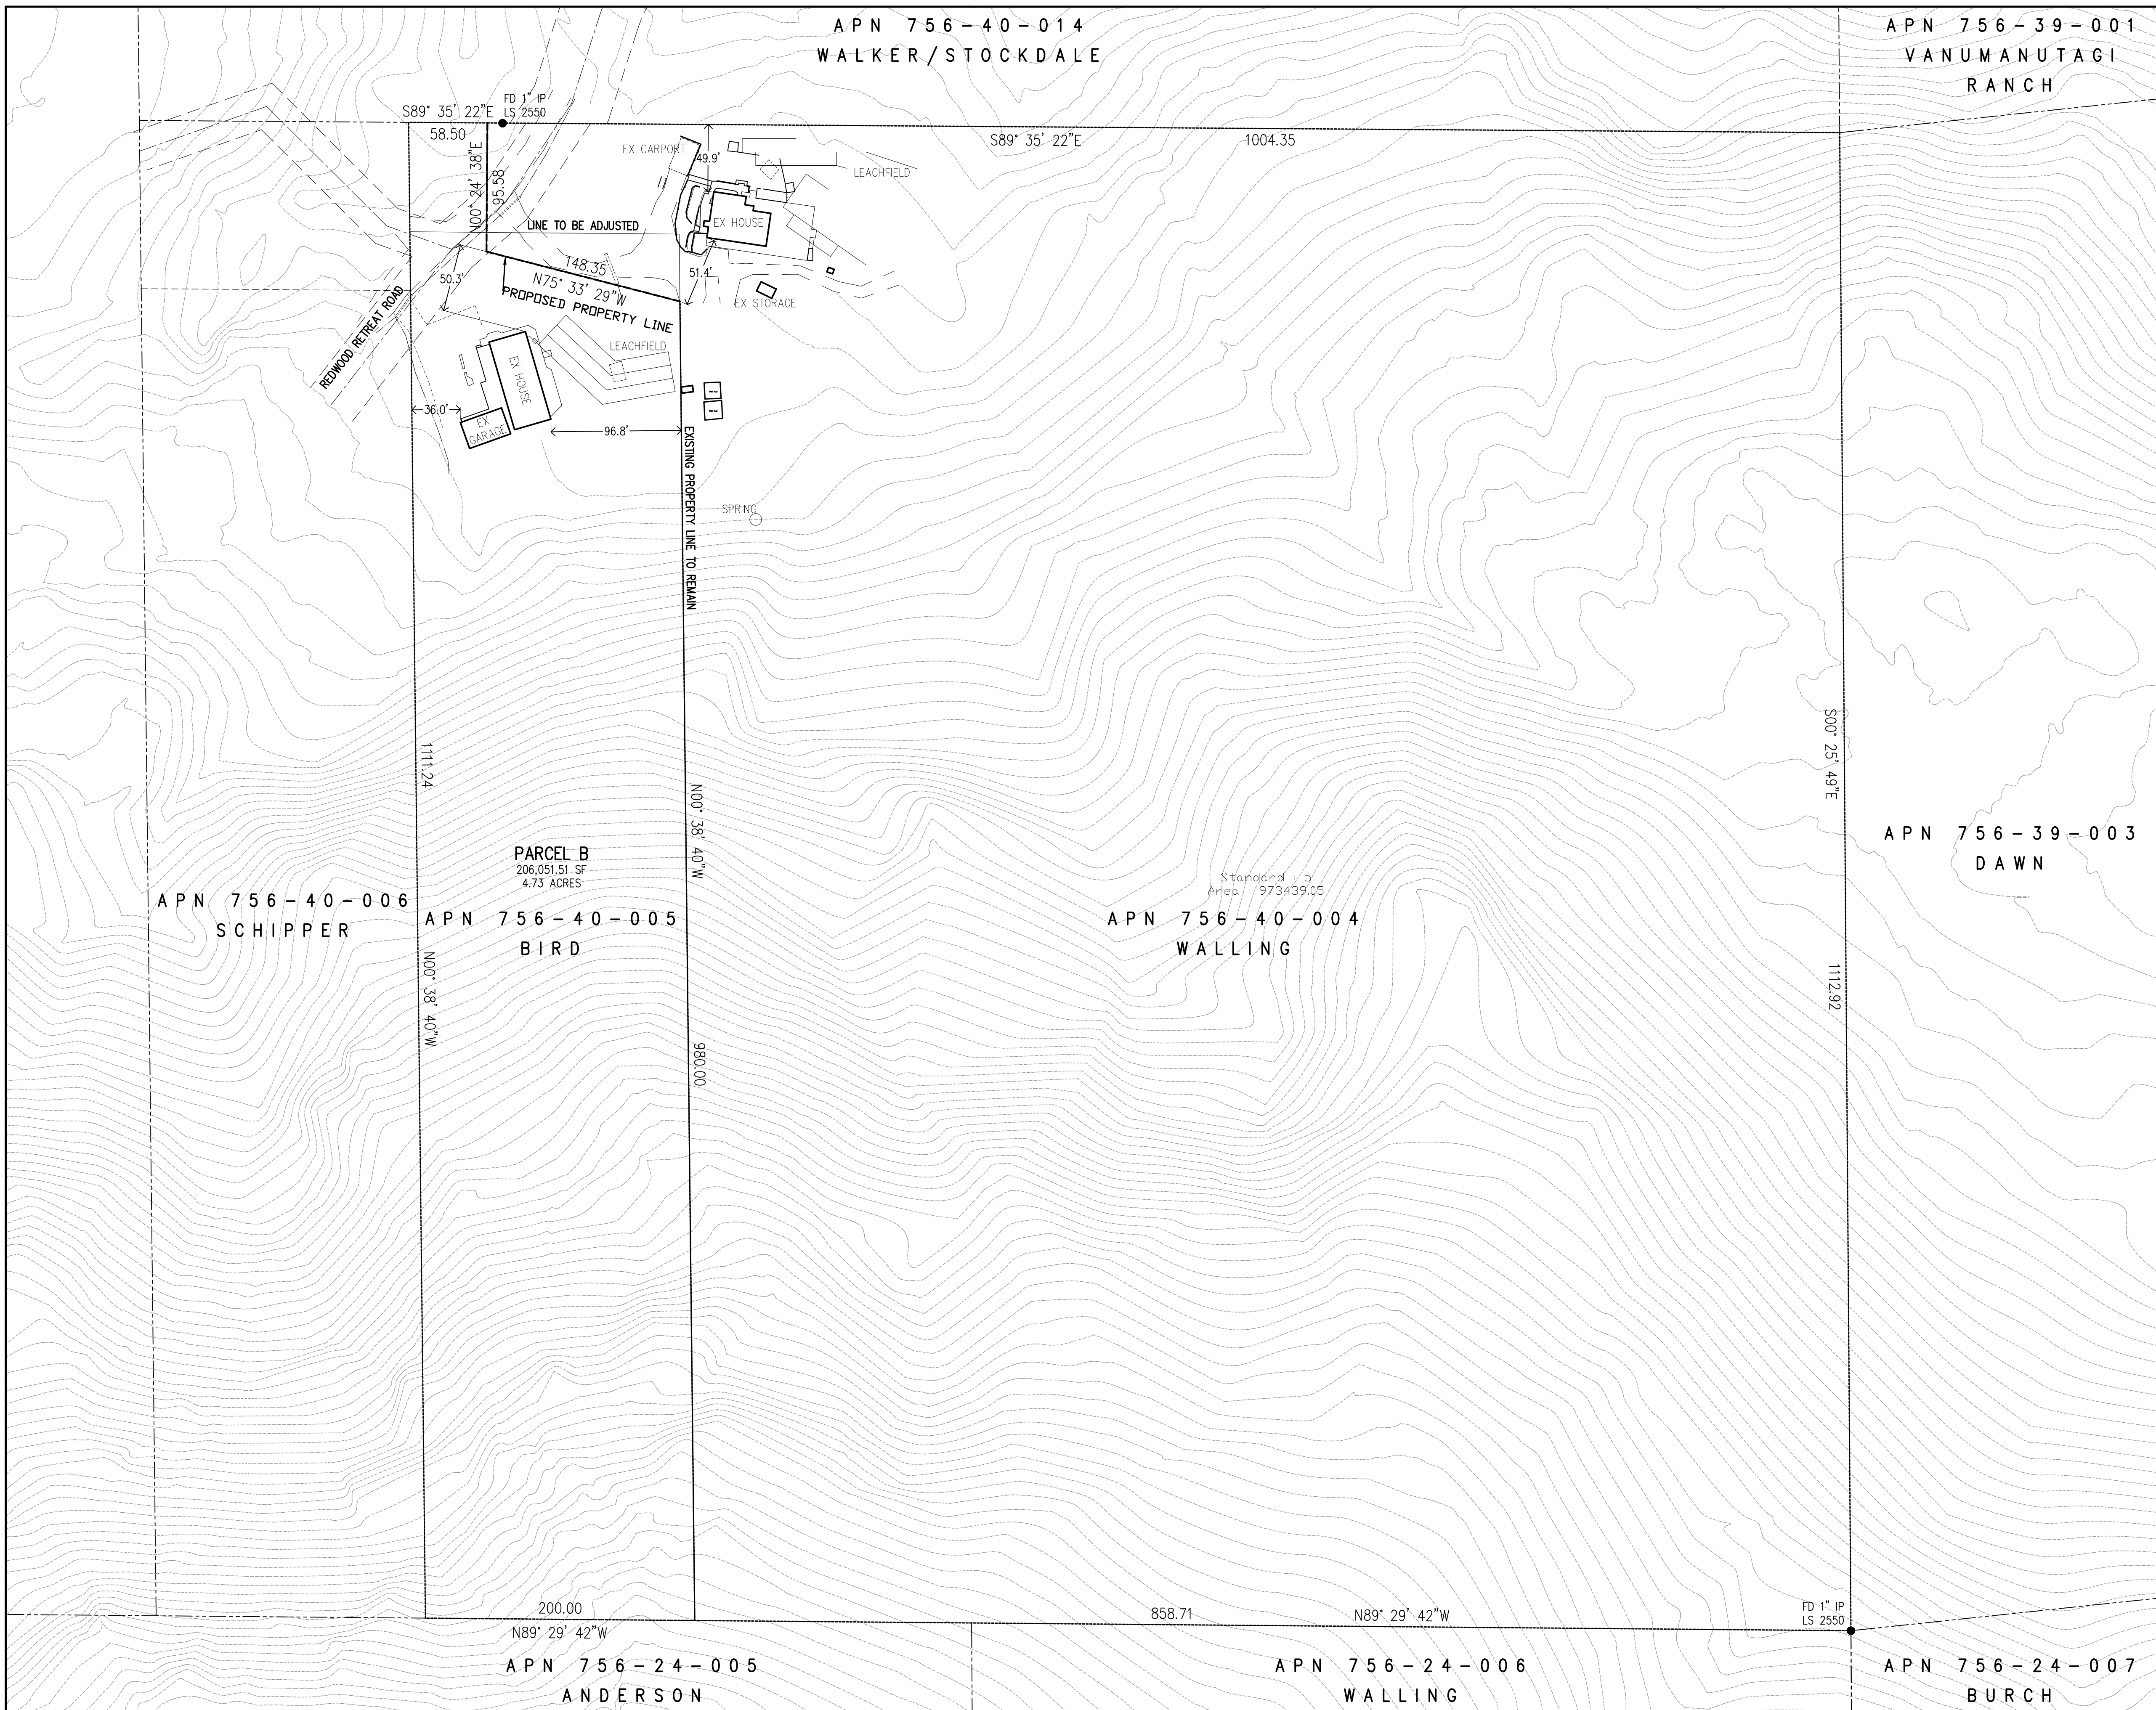 APN 756-40-014
WALKER/STOCKDALE
APN 756-39-001
VANUMANUTAGI
RANCH
S89° 35' 22"E
58.50
FD 1" IP
LS 2550
S89° 35' 22"E
1004.35
N00° 24' 38"E
95.58
EX CARPORT
49.9'
LEACHFIELD
LINE TO BE ADJUSTED
EX HOUSE
148.35
N75° 33' 29"W
PROPOSED PROPERTY LINE
50.3'
51.4'
EX STORAGE
REDWOOD RETREAT ROAD
LEACHFIELD
EX HOUSE
36.0'
EX
GARAGE
96.8'
EXISTING PROPERTY LINE TO REMAIN
SPRING
1111.24
N00° 38' 40"W
N00° 38' 40"W
980.00
S00° 25' 49"E
1112.92
PARCEL B
206,051.51 SF
4.73 ACRES
APN 756-40-006
SCHIPPER
APN 756-40-005
BIRD
Standard : 5
Area : 973439.05
APN 756-40-004
WALLING
APN 756-39-003
DAWN
200.00
N89° 29' 42"W
858.71
N89° 29' 42"W
FD 1" IP
LS 2550
APN 756-24-005
ANDERSON
APN 756-24-006
WALLING
APN 756-24-007
BURCH